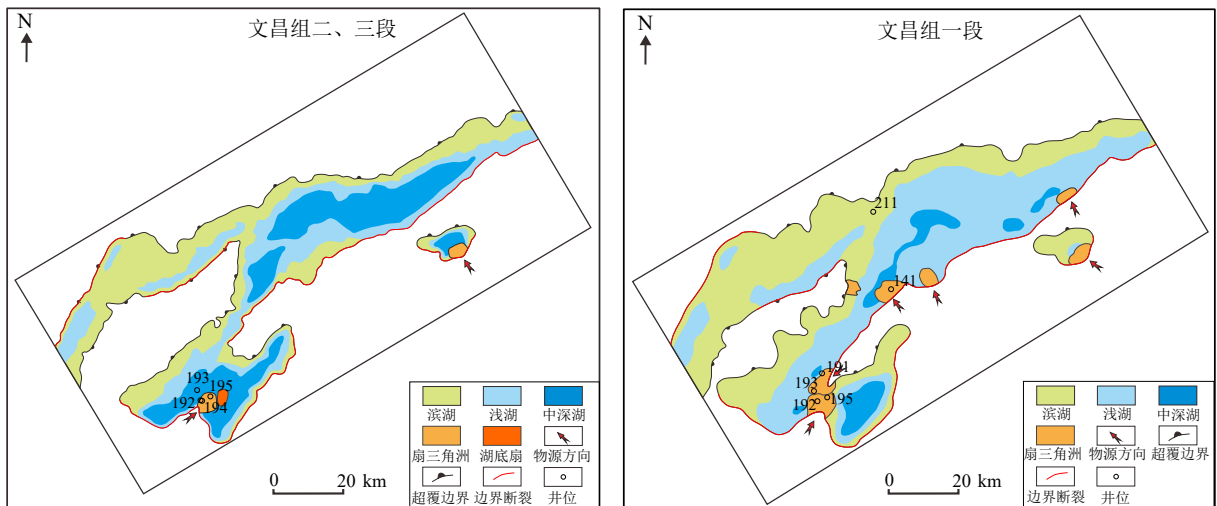 N
文昌组二、三段
193
195
192
194
滨湖
浅湖
中深湖
扇三角洲
湖底扇
物源方向
超覆边界
边界断裂
井位
0
20 km
N
文昌组一段
211
141
191
193
192
195
滨湖
浅湖
中深湖
扇三角洲
物源方向
超覆边界
边界断裂
井位
0
20 km